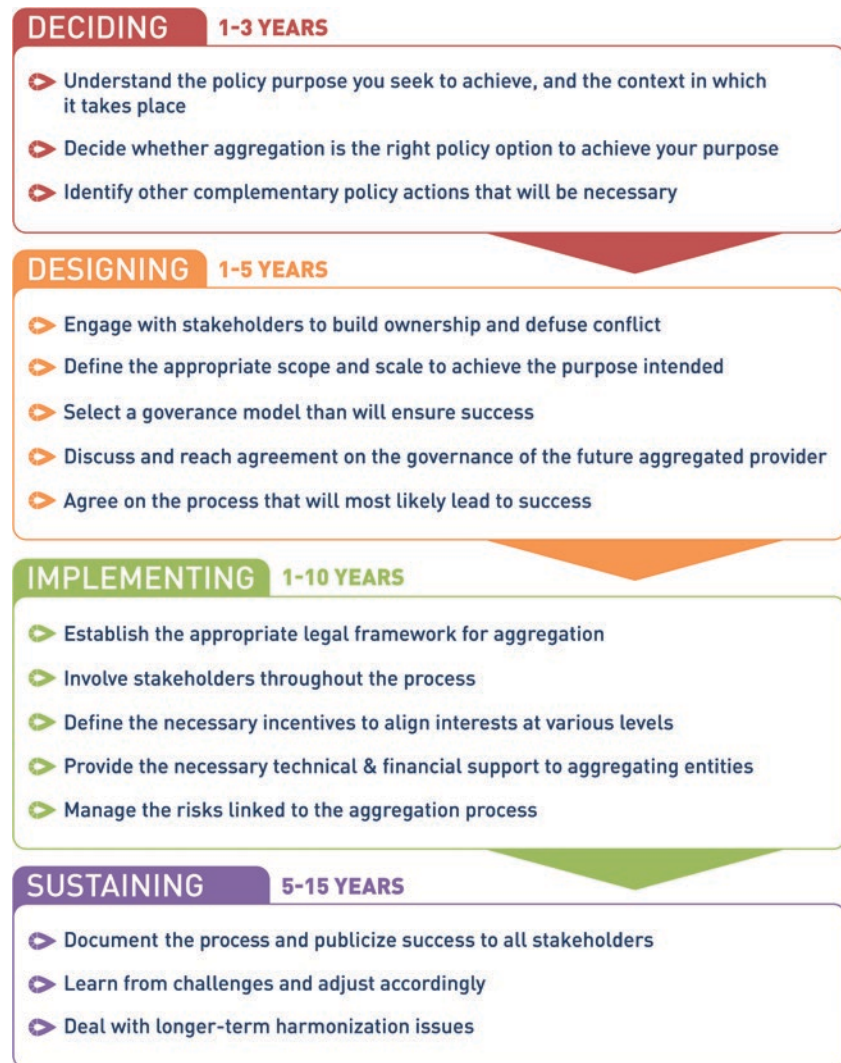 DECIDING 1-3 YEARS
Understand the policy purpose you seek to achieve, and the context in which
it takes place
Decide whether aggregation is the right policy option to achieve your purpose
Identify other complementary policy actions that will be necessary
DESIGNING 1-5 YEARS
Engage with stakeholders to build ownership and defuse conflict
Define the appropriate scope and scale to achieve the purpose intended
Select a goverance model than will ensure success
Discuss and reach agreement on the governance of the future aggregated provider
Agree on the process that will most likely lead to success
IMPLEMENTING 1-10 YEARS
Establish the appropriate legal framework for aggregation
Involve stakeholders throughout the process
Define the necessary incentives to align interests at various levels
Provide the necessary technical & financial support to aggregating entities
Manage the risks linked to the aggregation process
SUSTAINING 5-15 YEARS
Document the process and publicize success to all stakeholders
Learn from challenges and adjust accordingly
Deal with longer-term harmonization issues